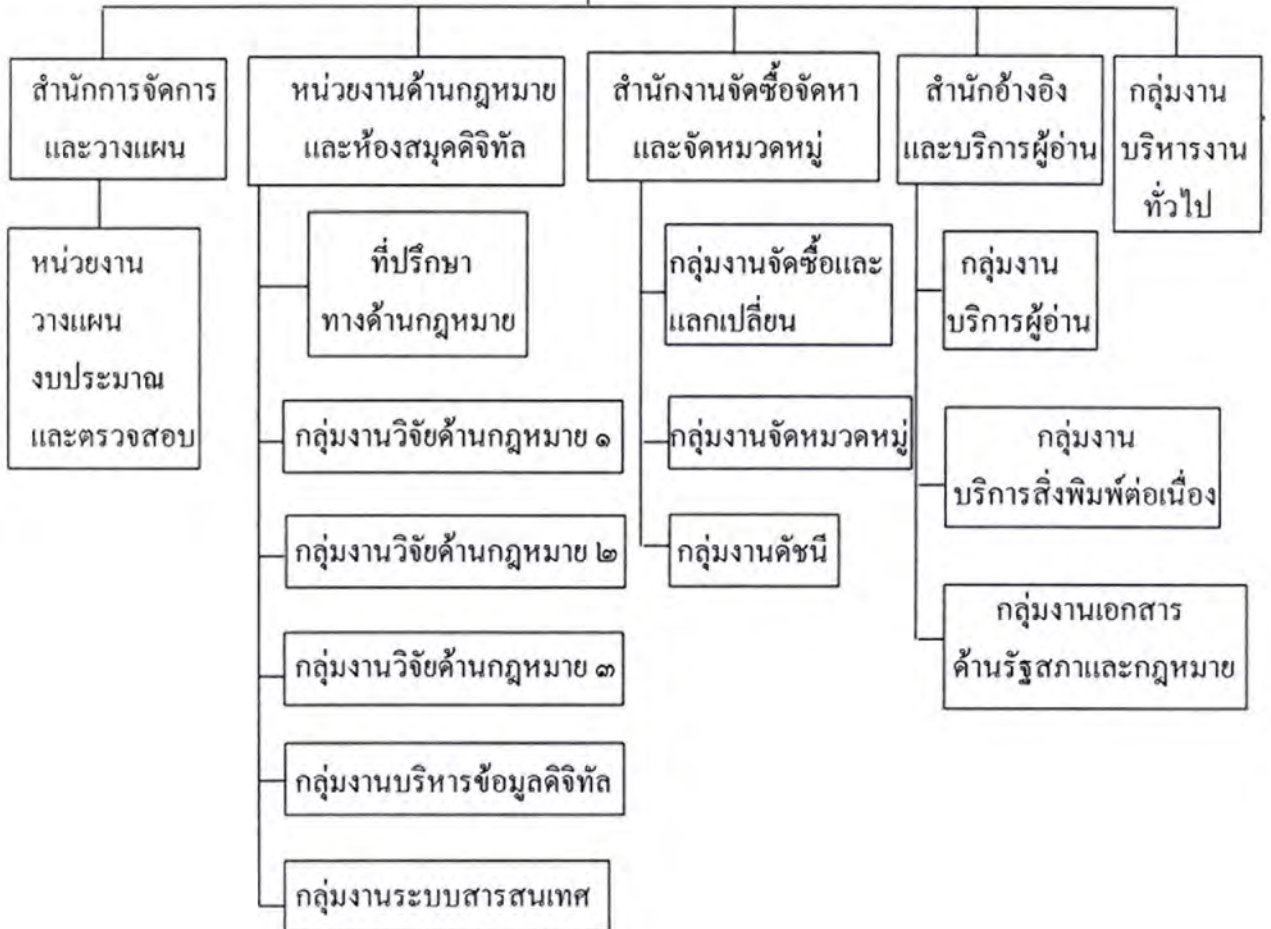 สำนักการจัดการ
และวางแผน
หน่วยงานด้านกฎหมาย
และห้องสมุดดิจิทัล
สำนักงานจัดซื้อจัดหา
และจัดหมวดหมู่
สำนักอ้างอิง
และบริการผู้อ่าน
กลุ่มงาน
บริหารงาน
ทั่วไป
หน่วยงาน
วางแผน
งบประมาณ
และตรวจสอบ
ที่ปรึกษา
ทางด้านกฎหมาย
กลุ่มงานวิจัยด้านกฎหมาย ๑
กลุ่มงานวิจัยด้านกฎหมาย ๒
กลุ่มงานวิจัยด้านกฎหมาย ๓
กลุ่มงานบริหารข้อมูลดิจิทัล
กลุ่มงานระบบสารสนเทศ
กลุ่มงานจัดซื้อและ
แลกเปลี่ยน
กลุ่มงานจัดหมวดหมู่
กลุ่มงานดัชนี
กลุ่มงาน
บริการผู้อ่าน
กลุ่มงาน
บริการสิ่งพิมพ์ต่อเนื่อง
กลุ่มงานเอกสาร
ด้านรัฐสภาและกฎหมาย